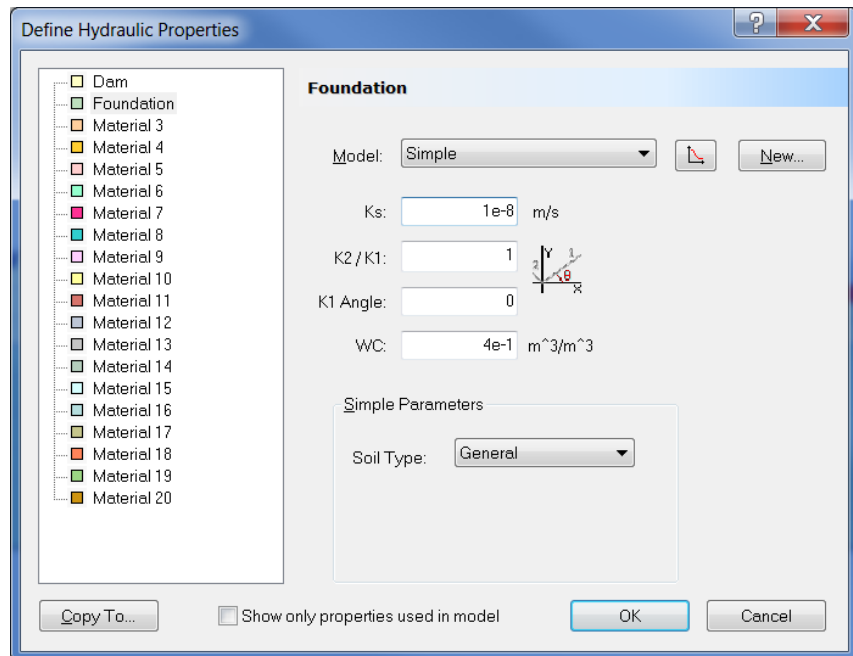 Define Hydraulic Properties
?
X
Dam
Foundation
Material 3
Material 4
Material 5
Material 6
Material 7
Material 8
Material 9
Material 10
Material 11
Material 12
Material 13
Material 14
Material 15
Material 16
Material 17
Material 18
Material 19
Material 20
Foundation
Model: Simple New...
Ks: 1e-8 m/s
K2 / K1: 1
Y 1
2 θ
X
K1 Angle: 0
WC: 4e-1 m^3/m^3
Simple Parameters
Soil Type: General
Copy To... Show only properties used in model OK Cancel